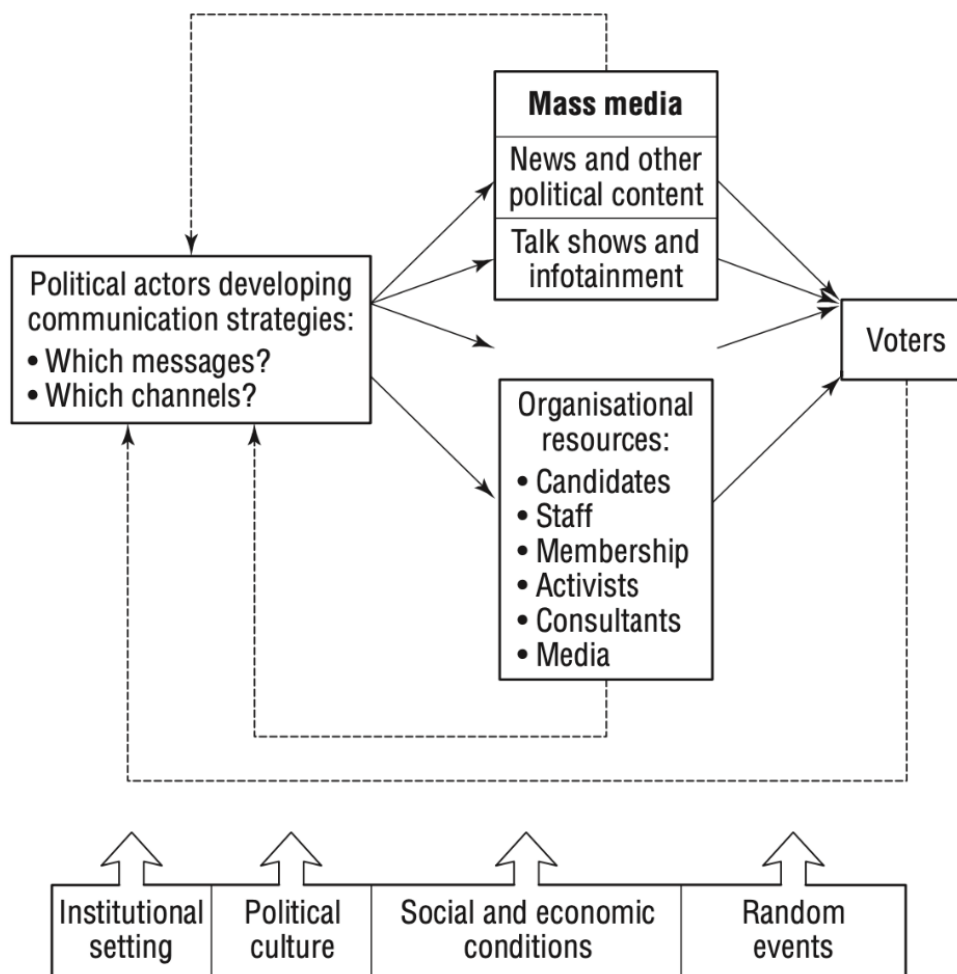 Mass media
News and other
political content
Talk shows and
infotainment
Political actors developing
communication strategies:
• Which messages?
• Which channels?
Voters
Organisational
resources:
• Candidates
• Staff
• Membership
• Activists
• Consultants
• Media
Institutional
setting
Political
culture
Social and economic
conditions
Random
events